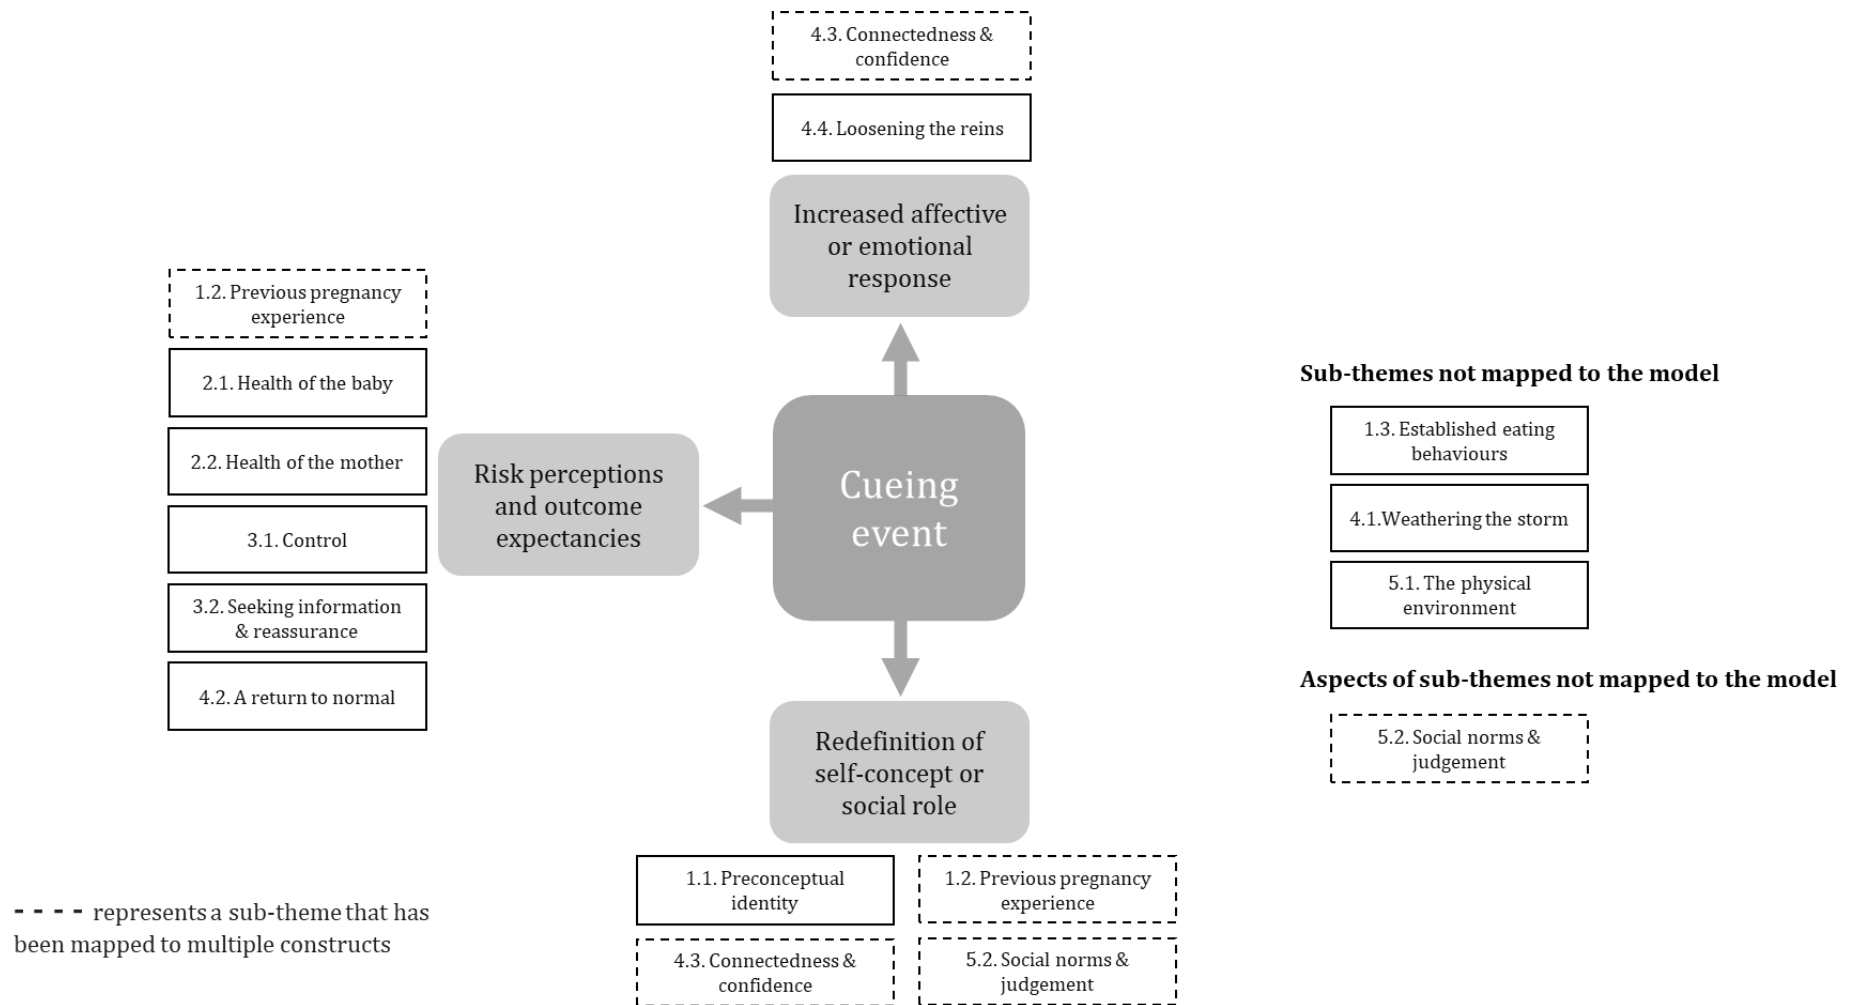 4.3. Connectedness &
confidence
4.4. Loosening the reins
Increased affective
or emotional
response
1.2. Previous pregnancy
experience
2.1. Health of the baby
2.2. Health of the mother
3.1. Control
3.2. Seeking information
& reassurance
4.2. A return to normal
Risk perceptions
and outcome
expectancies
Cueing
event
Redefinition of
self-concept or
social role
1.1. Preconceptual
identity
1.2. Previous pregnancy
experience
4.3. Connectedness &
confidence
5.2. Social norms &
judgement
Sub-themes not mapped to the model
1.3. Established eating
behaviours
4.1.Weathering the storm
5.1. The physical
environment
Aspects of sub-themes not mapped to the model
5.2. Social norms &
judgement
- - - - represents a sub-theme that has
been mapped to multiple constructs